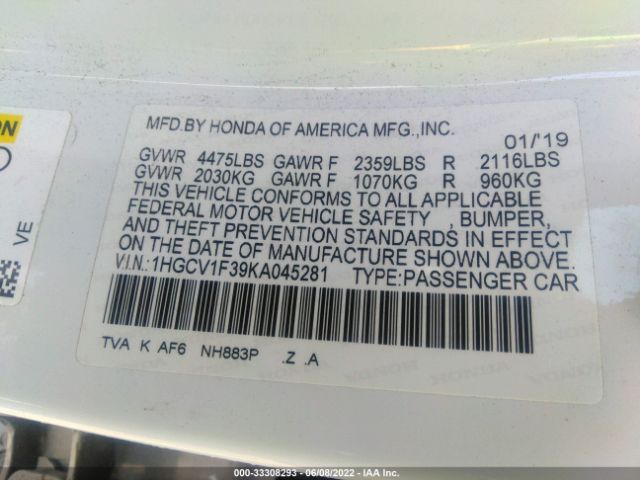 MFD.BY HONDA OF AMERICA MFG.,INC. 01/'19
GVWR 4475LBS GAWR F 2359LBS R 2116LBS
GVWR 2030KG GAWR F 1070KG R 960KG
THIS VEHICLE CONFORMS TO ALL APPLICABLE
FEDERAL MOTOR VEHICLE SAFETY , BUMPER,
AND THEFT PREVENTION STANDARDS IN EFFECT
ON THE DATE OF MANUFACTURE SHOWN ABOVE.
V.I.N.:1HGCV1F39KA045281 TYPE:PASSENGER CAR
TVA K AF6 NH883P .Z .A
VE
000-33308293 - 06/08/2022 - IAA Inc.